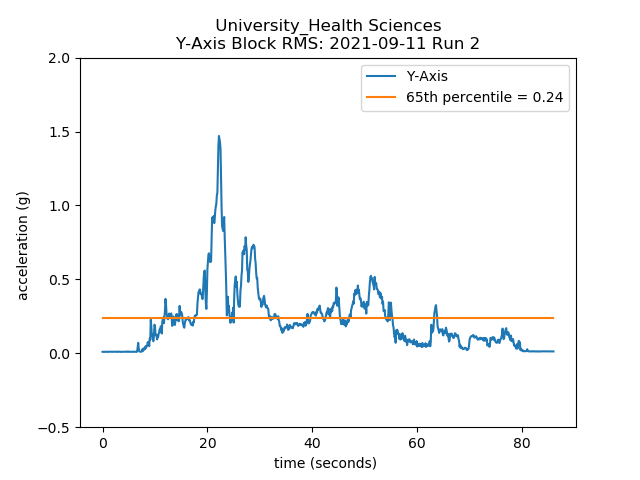 University_Health Sciences
Y-Axis Block RMS: 2021-09-11 Run 2
2.0
1.5
1.0
0.5
0.0
−0.5
acceleration (g)
Y-Axis
65th percentile = 0.24
0 20 40 60 80
time (seconds)